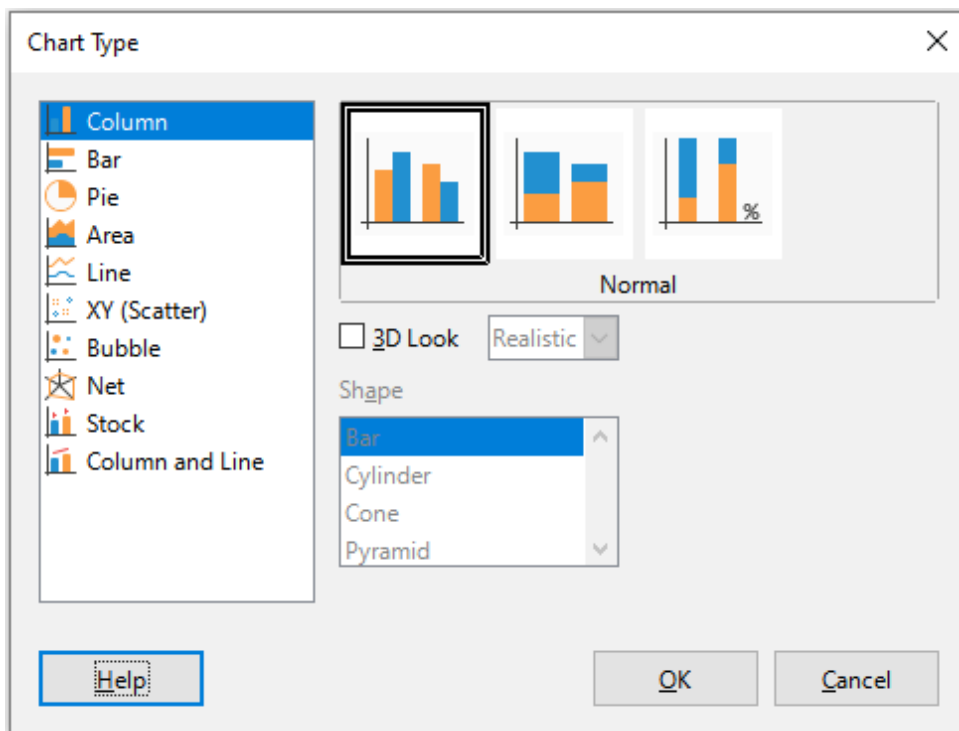 Chart Type
Column
Bar
Pie
Area
Line
XY (Scatter)
Bubble
Net
Stock
Column and Line
%
Normal
3D Look
Realistic
Shape
Bar
Cylinder
Cone
Pyramid
Help
OK
Cancel